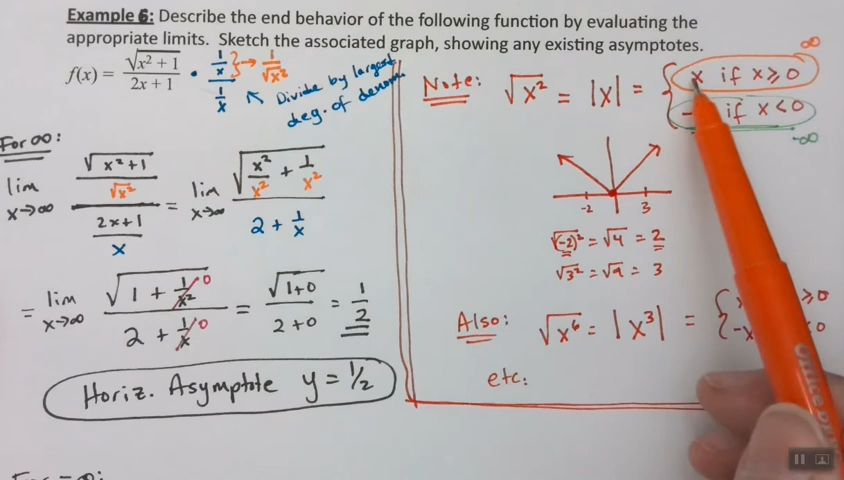 Example 6: Describe the end behavior of the following function by evaluating the
appropriate limits. Sketch the associated graph, showing any existing asymptotes.
f(x) = √(x² + 1) / (2x + 1) · (1/x) / (1/x) } → 1/√x²
Divide by largest
deg. of denom
For ∞:
lim x→∞ (√(x²+1) / √x²) / ((2x+1) / x) = lim x→∞ √(x²/x² + 1/x²) / (2 + 1/x)
= lim x→∞ √(1 + 1/x²) / (2 + 1/x) = √(1+0) / (2+0) = 1/2
0
0
Horiz. Asymptote y = 1/2
Note: √x² = |x| = { x if x ≥ 0
- if x < 0
∞
-∞
-2 3
√(-2)² = √4 = 2
√3² = √9 = 3
Also: √x⁶ = |x³| = { ≥0
-x 0
etc.